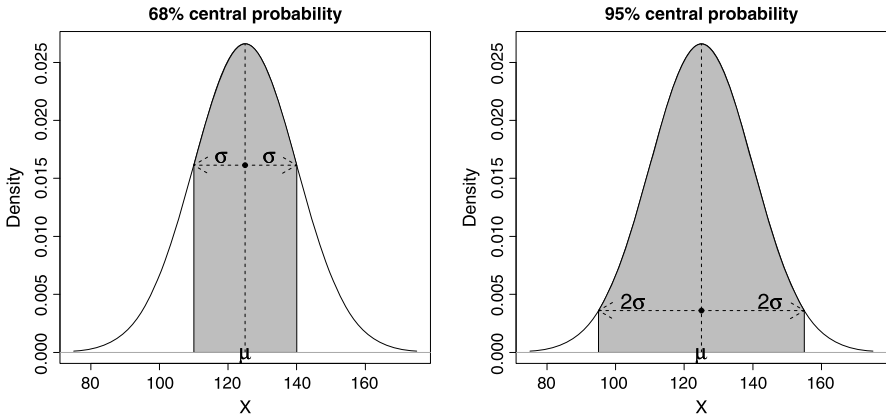 68% central probability
Density
0.025
0.020
0.015
0.010
0.005
0.000
σ σ
μ
80 100 120 140 160
X
95% central probability
Density
0.025
0.020
0.015
0.010
0.005
0.000
2σ 2σ
μ
80 100 120 140 160
X